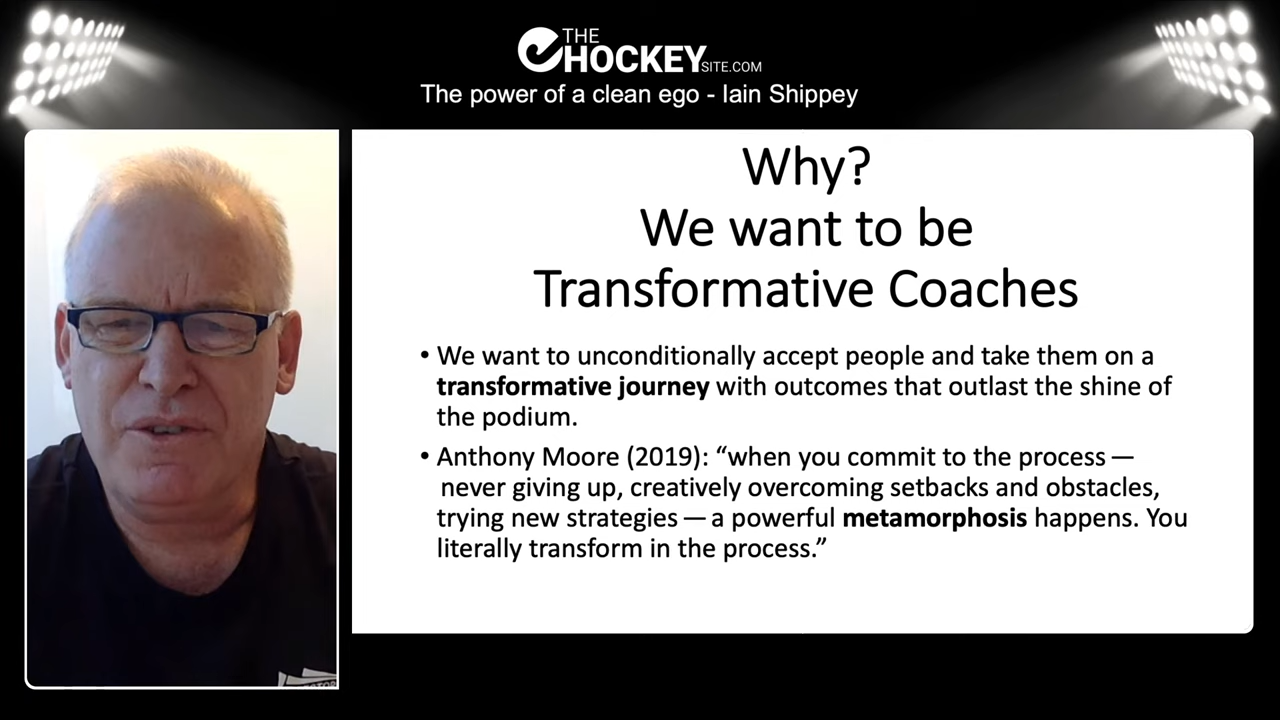 THE
HOCKEYSITE.COM
The power of a clean ego - Iain Shippey
Why?
We want to be
Transformative Coaches
• We want to unconditionally accept people and take them on a
transformative journey with outcomes that outlast the shine of
the podium.
• Anthony Moore (2019): “when you commit to the process —
never giving up, creatively overcoming setbacks and obstacles,
trying new strategies — a powerful metamorphosis happens. You
literally transform in the process.”